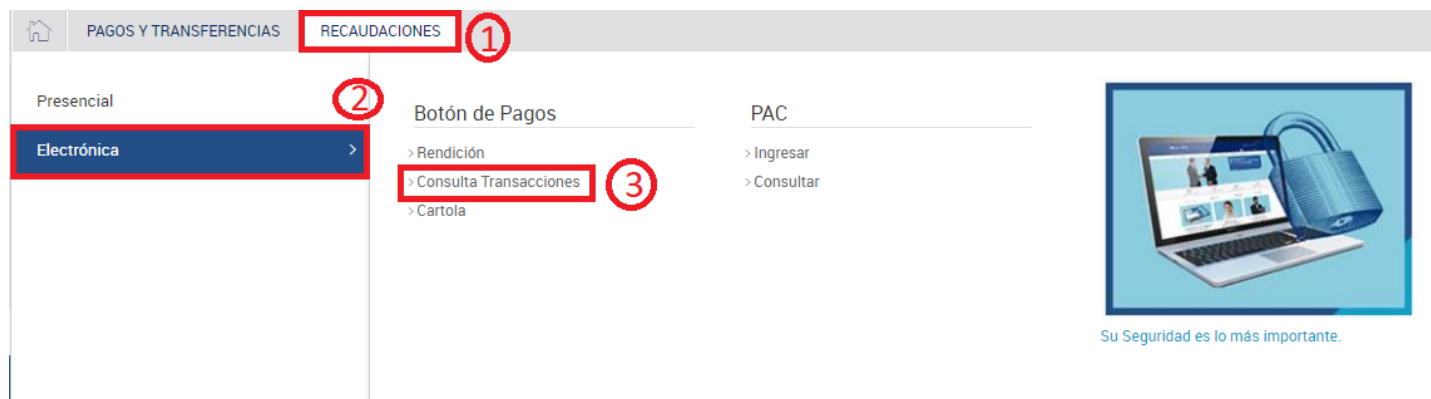 PAGOS Y TRANSFERENCIAS
RECAUDACIONES
1
Presencial
2
Electrónica
Botón de Pagos
> Rendición
> Consulta Transacciones
3
> Cartola
PAC
> Ingresar
> Consultar
Su Seguridad es lo más importante.